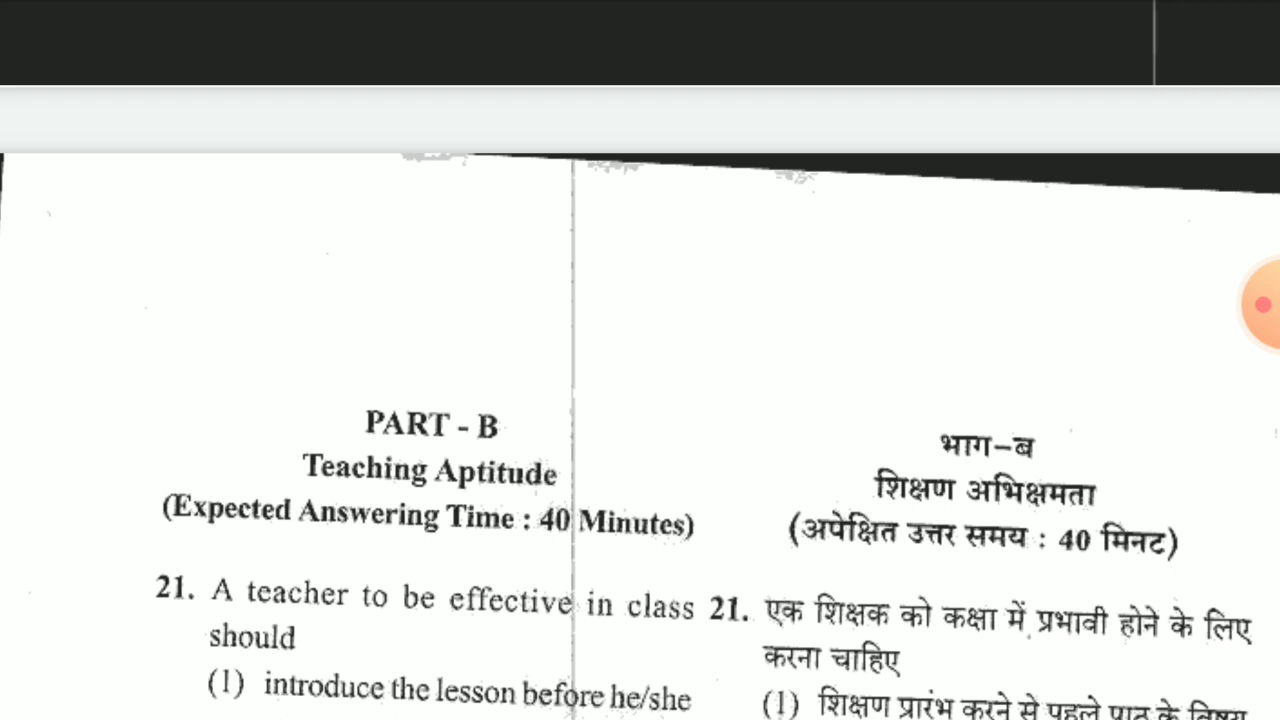 PART - B
Teaching Aptitude
(Expected Answering Time : 40 Minutes)
21. A teacher to be effective in class
should
(1) introduce the lesson before he/she
भाग-ब
शिक्षण अभिक्षमता
(अपेक्षित उत्तर समय : 40 मिनट)
21. एक शिक्षक को कक्षा में प्रभावी होने के लिए
करना चाहिए
(1) शिक्षण प्रारंभ करने से पहले पाठ के विषय